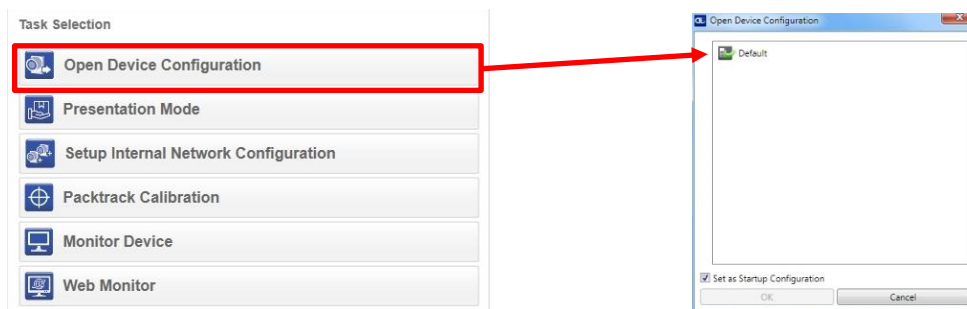 Task Selection
Open Device Configuration
Presentation Mode
Setup Internal Network Configuration
Packtrack Calibration
Monitor Device
Web Monitor
Open Device Configuration
Default
Set as Startup Configuration
OK
Cancel